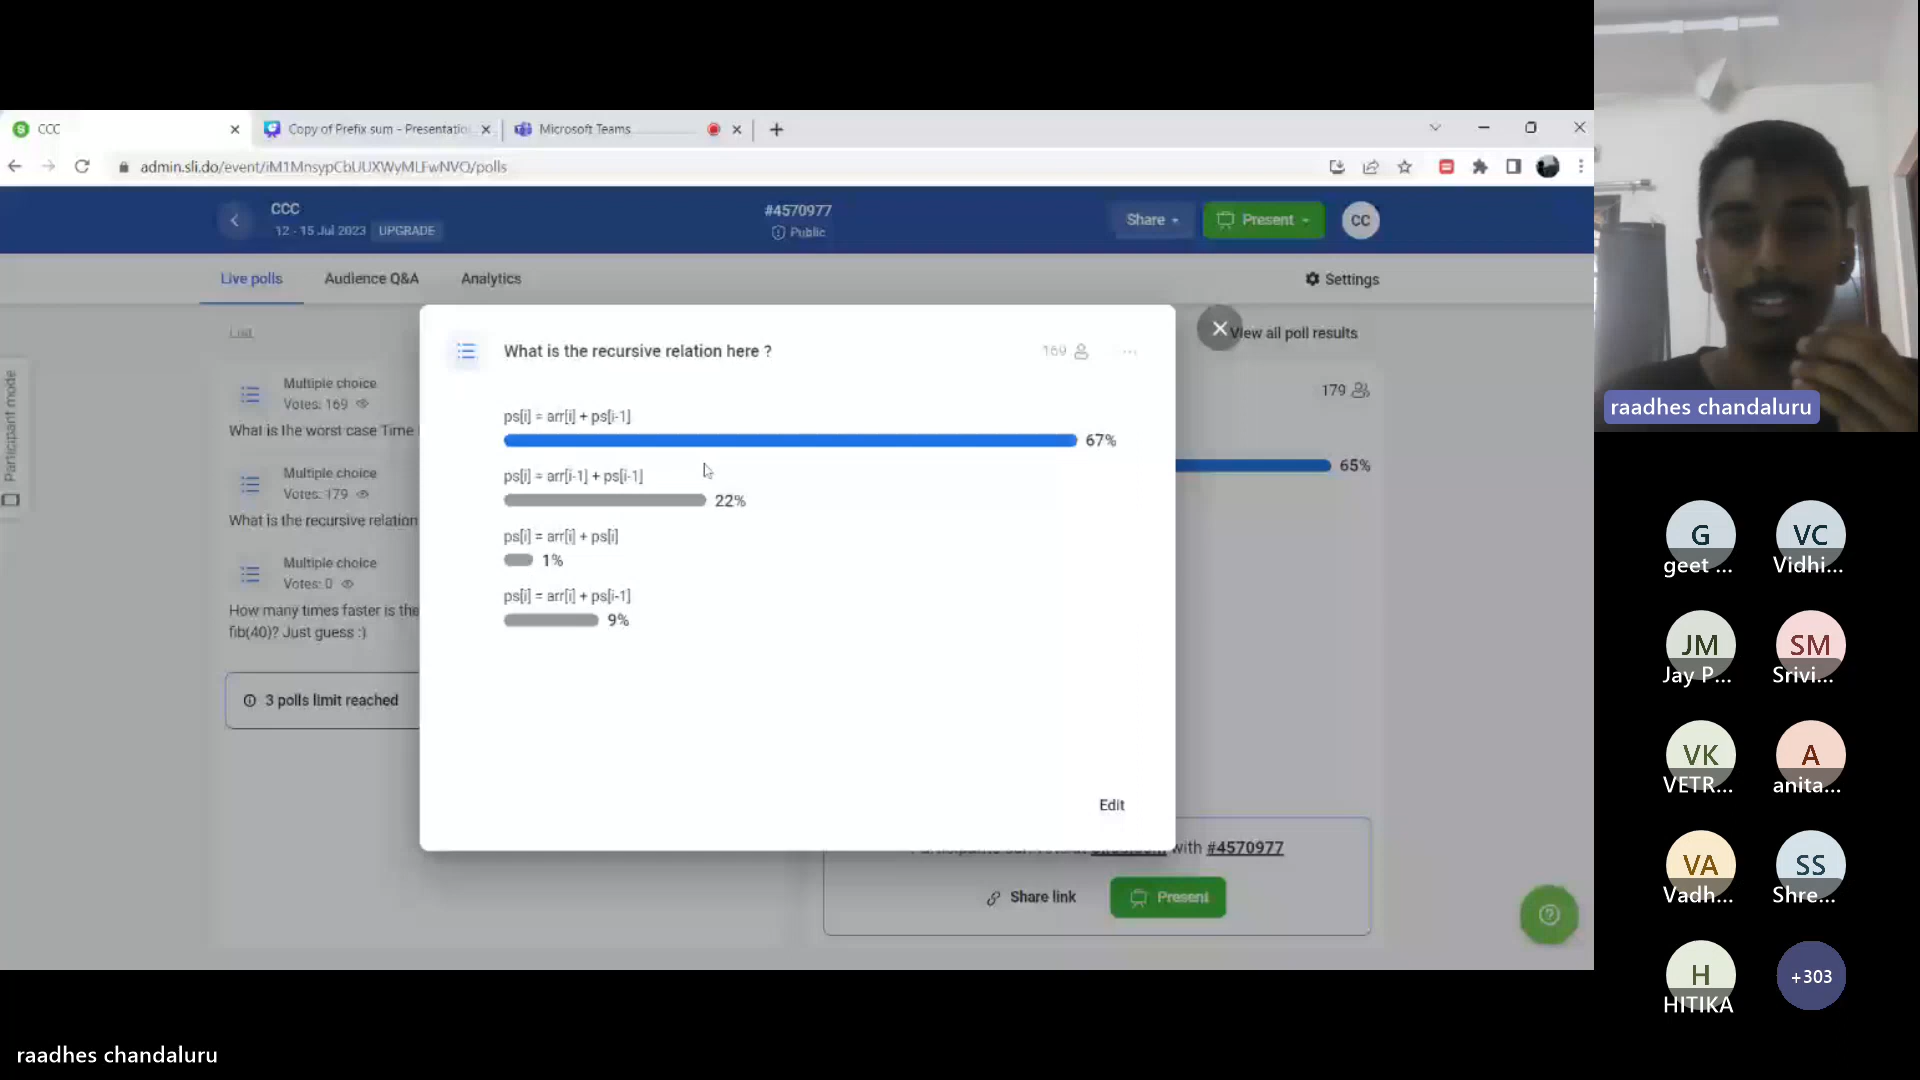 CCC
Copy of Prefix sum - Presentatio
Microsoft Teams
admin.sli.do/event/iM1MnsypCbUUXWyMLFwNVQ/polls
CCC
12 - 15 Jul 2023 UPGRADE
#4570977
Public
Share
Present
CC
Live polls
Audience Q&A
Analytics
Settings
Participant mode
View all poll results
Multiple choice
Votes: 169
What is the worst case Time
Multiple choice
Votes: 179
What is the recursive relation
Multiple choice
Votes: 0
How many times faster is the
fib(40)? Just guess :)
3 polls limit reached
What is the recursive relation here ?
169
ps[i] = arr[i] + ps[i-1]
67%
ps[i] = arr[i-1] + ps[i-1]
22%
ps[i] = arr[i] + ps[i]
1%
ps[i] = arr[i] + ps[i-1]
9%
Edit
179
65%
with #4570977
Share link
Present
raadhes chandaluru
G
geet ...
VC
Vidhi...
JM
Jay P...
SM
Srivi...
VK
VETR...
A
anita...
VA
Vadh...
SS
Shre...
H
HITIKA
+303
raadhes chandaluru